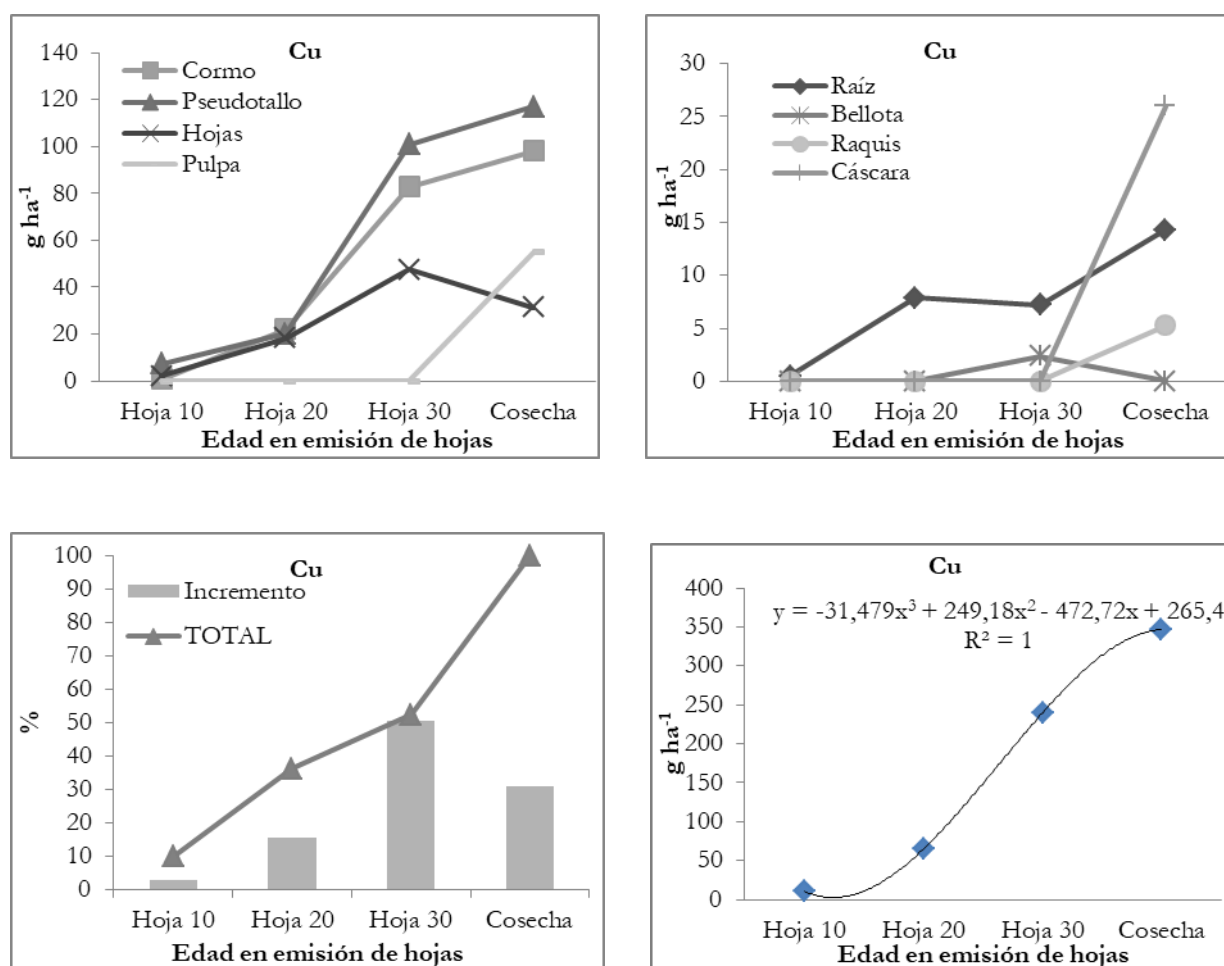 Cu
140
120
100
80
60
40
20
0
g ha⁻¹
Cormo
Pseudotallo
Hojas
Pulpa
Hoja 10 Hoja 20 Hoja 30 Cosecha
Edad en emisión de hojas
Cu
30
25
20
15
10
5
0
g ha⁻¹
Raíz
Bellota
Raquis
Cáscara
Hoja 10 Hoja 20 Hoja 30 Cosecha
Edad en emisión de hojas
Cu
100
90
80
70
60
50
40
30
20
10
0
%
Incremento
TOTAL
Hoja 10 Hoja 20 Hoja 30 Cosecha
Edad en emisión de hojas
Cu
y = -31,479x³ + 249,18x² - 472,72x + 265,4
R² = 1
400
350
300
250
200
150
100
50
0
g ha⁻¹
Hoja 10 Hoja 20 Hoja 30 Cosecha
Edad en emisión de hojas